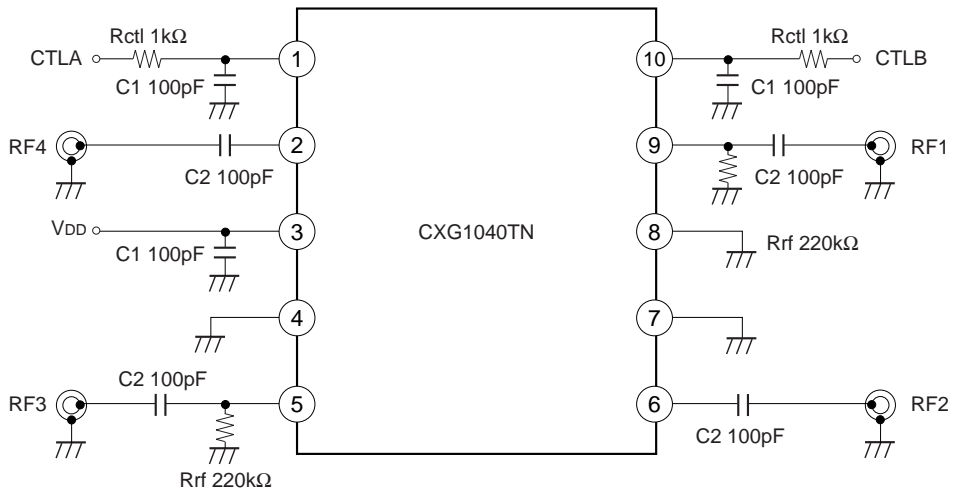 Rctl 1kΩ
CTLA
1
C1 100pF
RF4
2
C2 100pF
VDD
3
C1 100pF
4
C2 100pF
RF3
5
Rrf 220kΩ
CXG1040TN
Rctl 1kΩ
10
CTLB
C1 100pF
9
RF1
C2 100pF
8
Rrf 220kΩ
7
6
RF2
C2 100pF